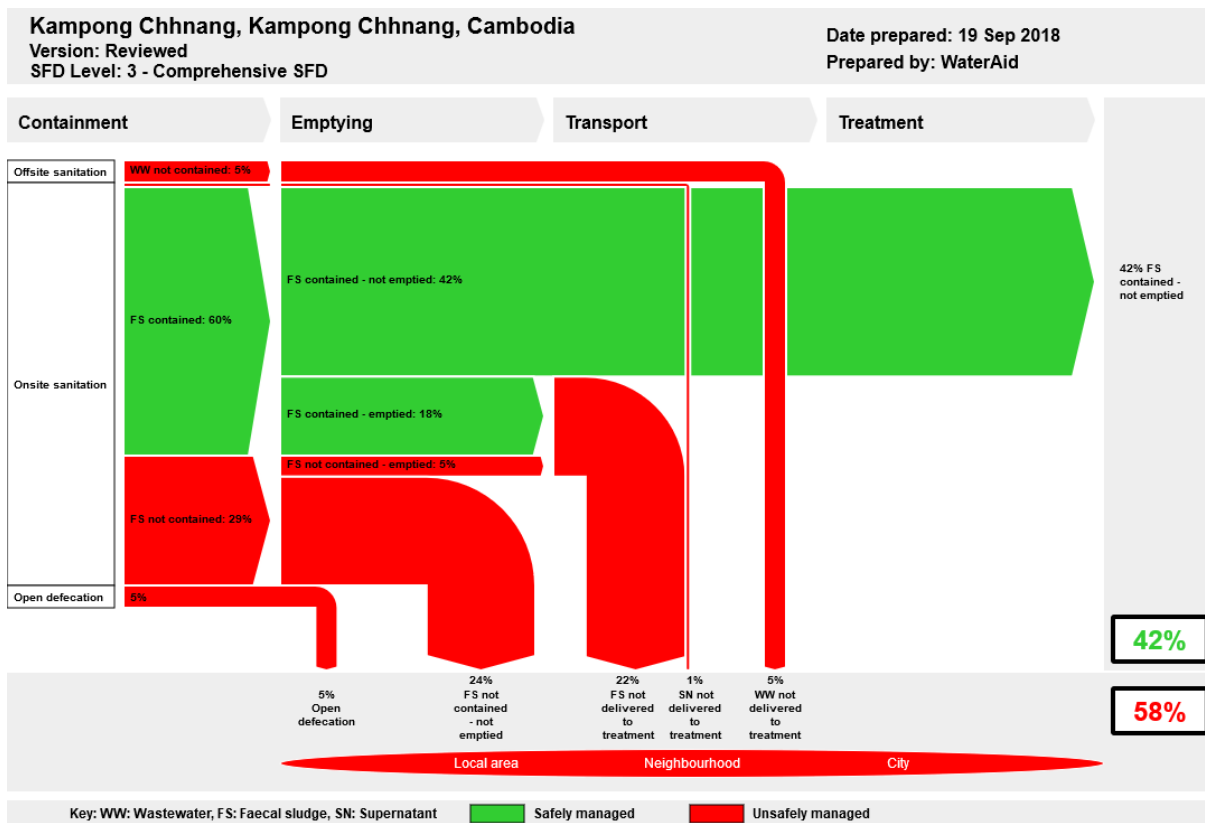 Kampong Chhnang, Kampong Chhnang, Cambodia
Version: Reviewed
SFD Level: 3 - Comprehensive SFD
Date prepared: 19 Sep 2018
Prepared by: WaterAid
Containment
Emptying
Transport
Treatment
Offsite sanitation
WW not contained: 5%
FS contained - not emptied: 42%
42% FS
contained -
not emptied
FS contained: 60%
Onsite sanitation
FS contained - emptied: 18%
FS not contained - emptied: 5%
FS not contained: 29%
Open defecation
5%
42%
5%
Open
defecation
24%
FS not
contained
- not
emptied
22%
FS not
delivered
to
treatment
1%
SN not
delivered
to
treatment
5%
WW not
delivered
to
treatment
58%
Local area
Neighbourhood
City
Key: WW: Wastewater, FS: Faecal sludge, SN: Supernatant
Safely managed
Unsafely managed